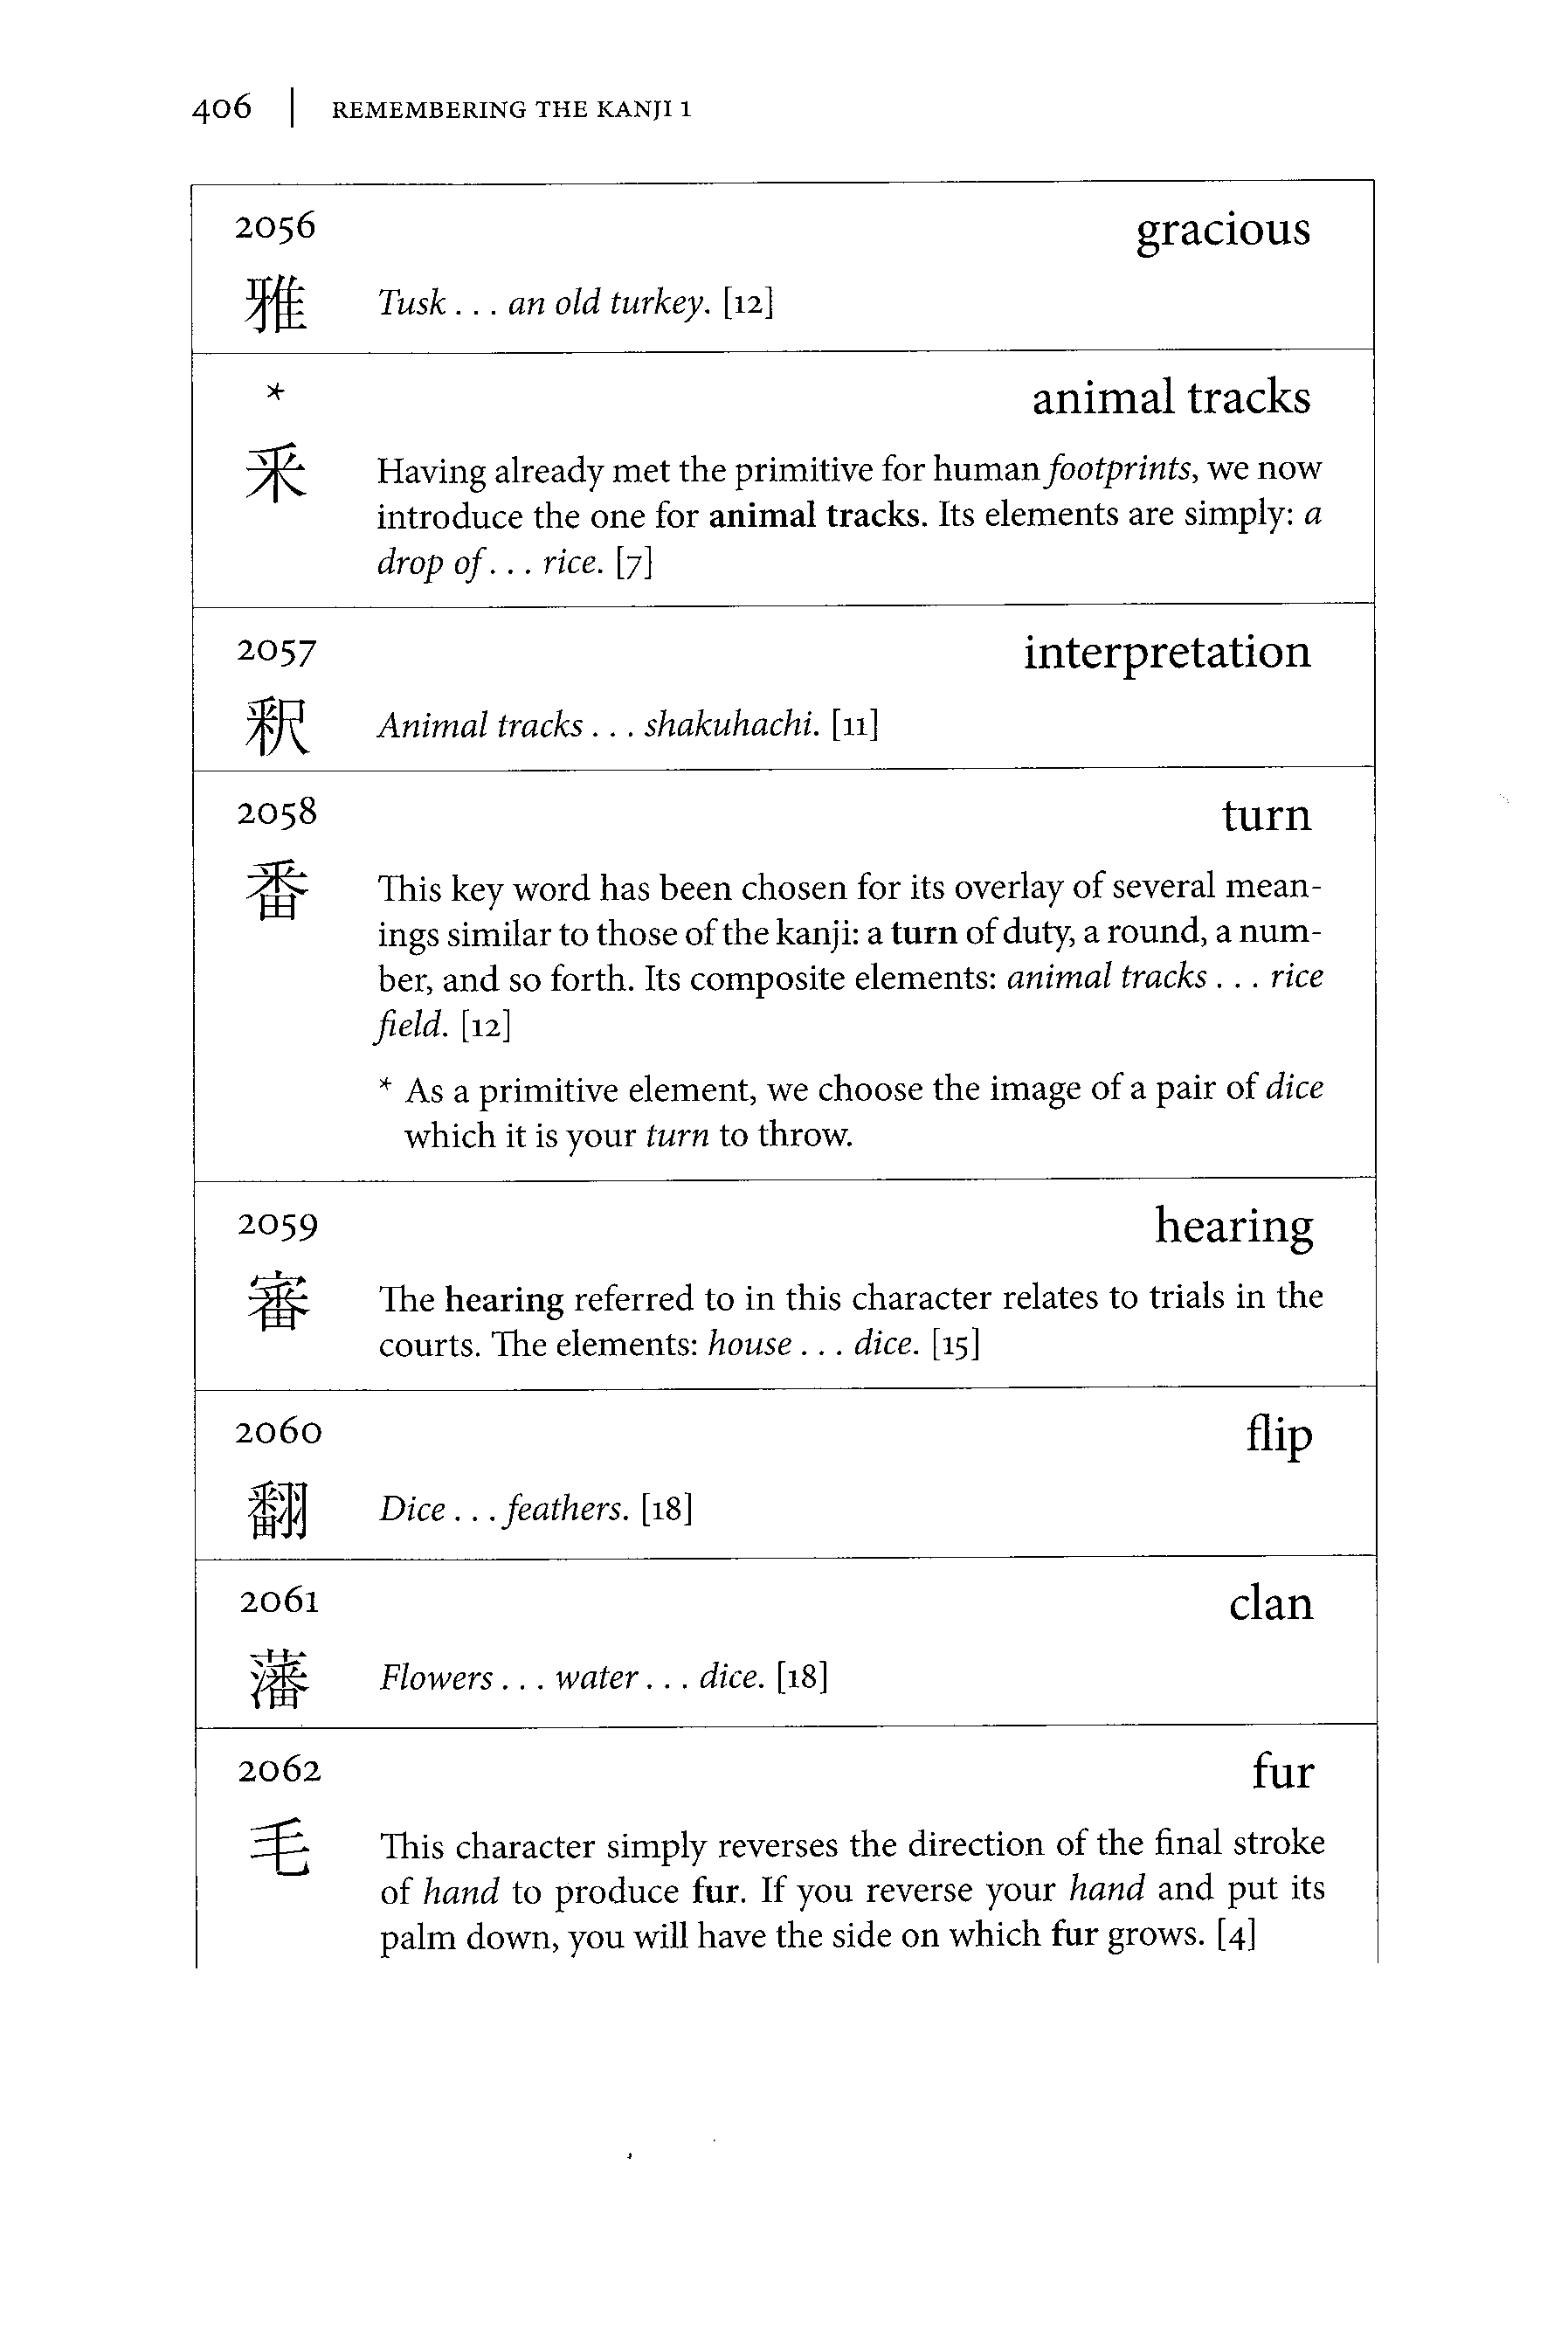 406 | REMEMBERING THE KANJI 1
2056 gracious
雅 Tusk . . . an old turkey. [12]
* animal tracks
釆 Having already met the primitive for human footprints, we now
introduce the one for animal tracks. Its elements are simply: a
drop of . . . rice. [7]
2057 interpretation
釈 Animal tracks . . . shakuhachi. [11]
2058 turn
番 This key word has been chosen for its overlay of several mean-
ings similar to those of the kanji: a turn of duty, a round, a num-
ber, and so forth. Its composite elements: animal tracks . . . rice
field. [12]
* As a primitive element, we choose the image of a pair of dice
which it is your turn to throw.
2059 hearing
審 The hearing referred to in this character relates to trials in the
courts. The elements: house . . . dice. [15]
2060 flip
翻 Dice . . . feathers. [18]
2061 clan
藩 Flowers . . . water . . . dice. [18]
2062 fur
毛 This character simply reverses the direction of the final stroke
of hand to produce fur. If you reverse your hand and put its
palm down, you will have the side on which fur grows. [4]